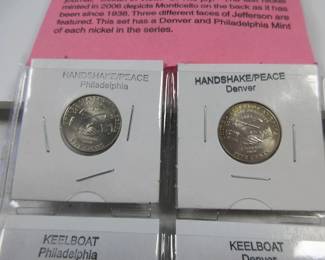 minted in 2006 depicts Monticello on the back as it has
been since 1938. Three different faces of Jefferson are
featured. This set has a Denver and Philadelphia Mint
of each nickel in the series.
HANDSHAKE/PEACE
Philadelphia
HANDSHAKE/PEACE
Denver
KEELBOAT
Philadelphia
KEELBOAT
Denver